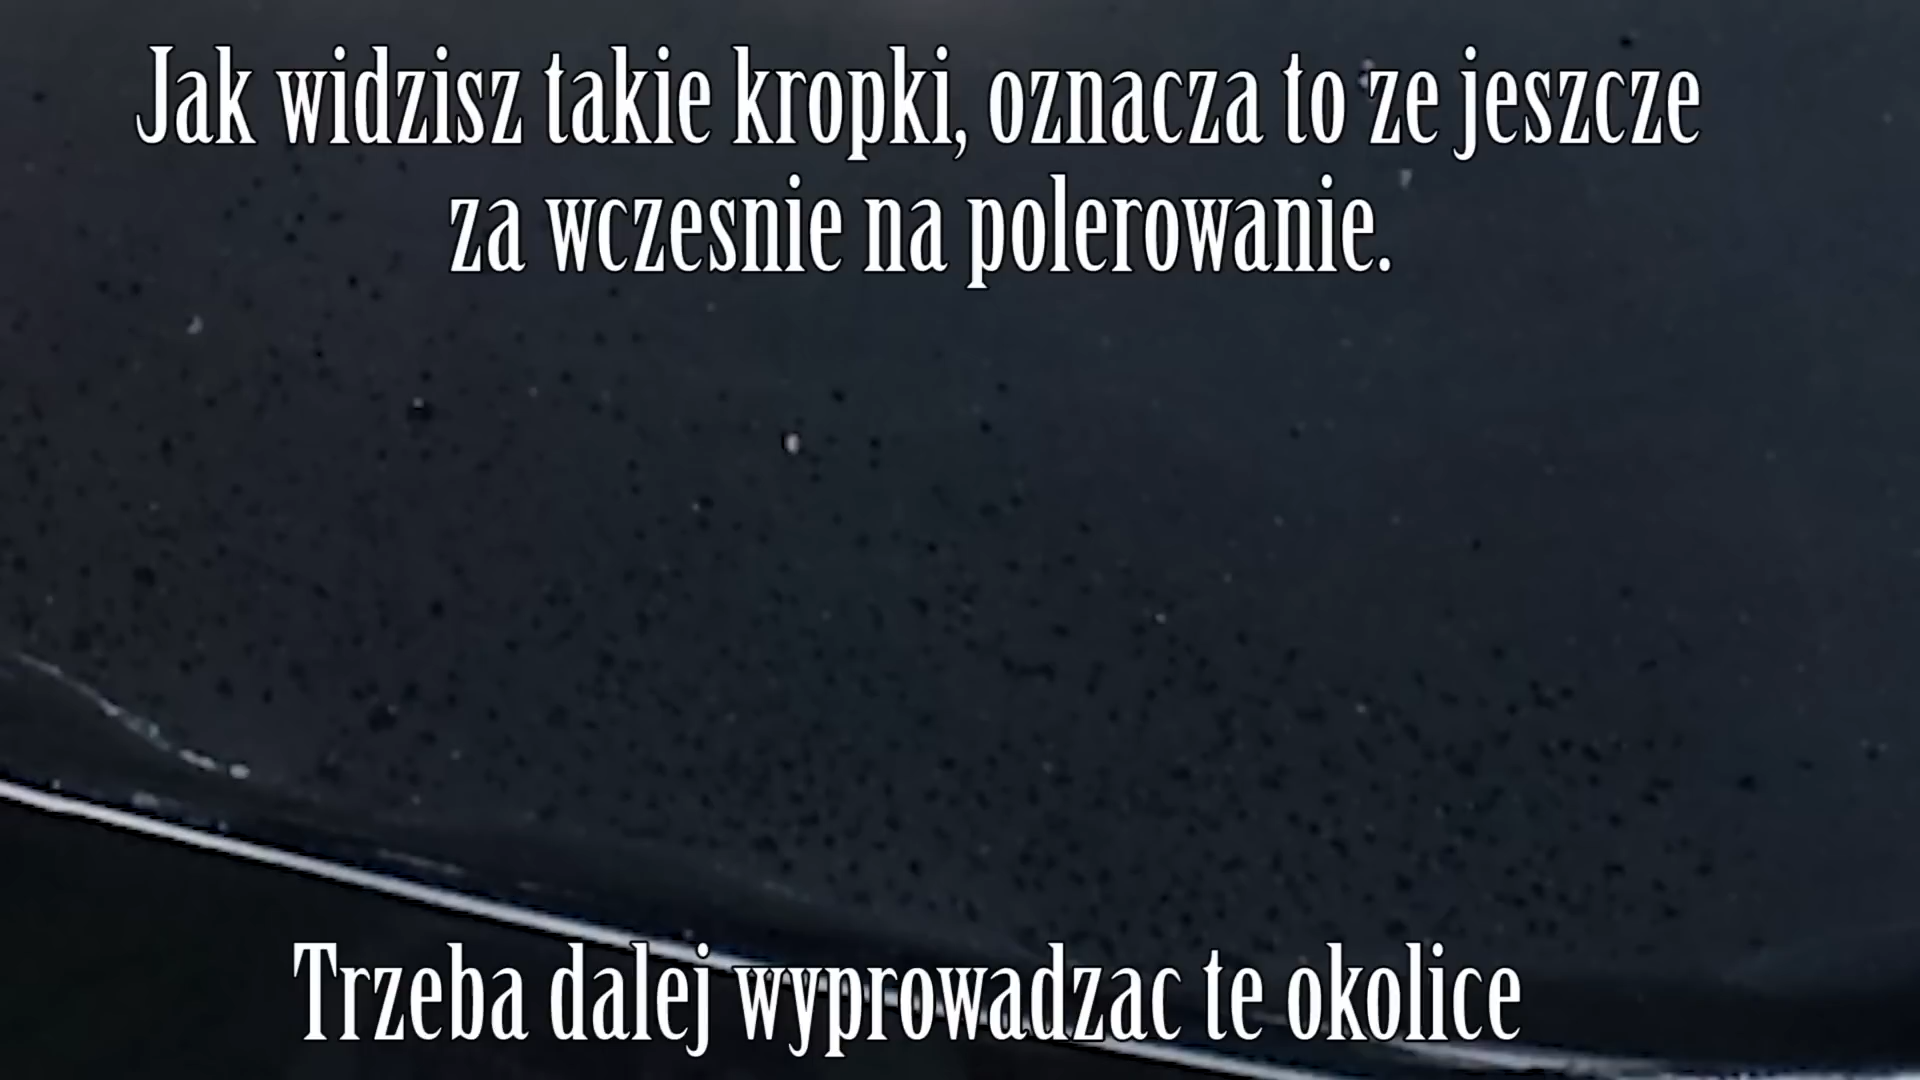 Jak widzisz takie kropki, oznacza to ze jeszcze
za wczesnie na polerowanie.
Trzeba dalej wyprowadzac te okolice